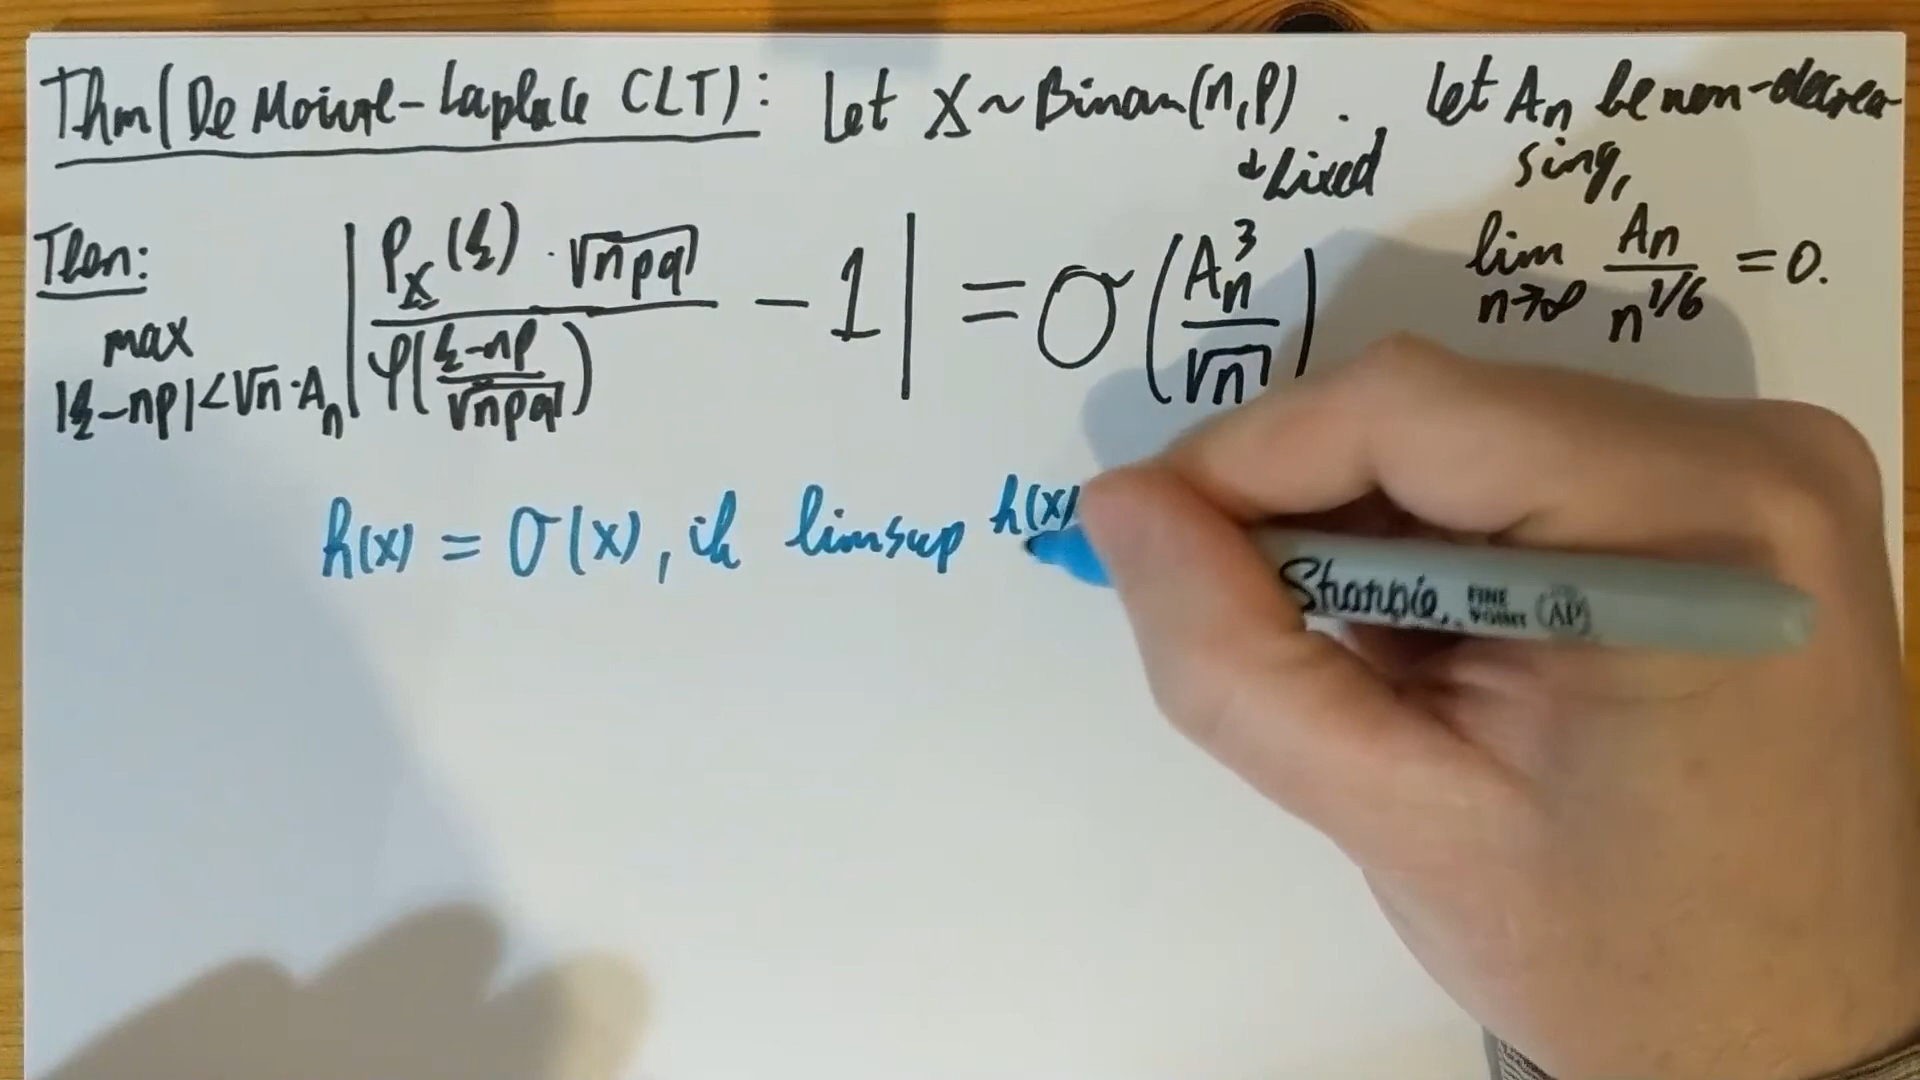 Thm (De Moivre-Laplace CLT): Let X ~ Binom(n,p). Let An be non-decrea-
↓ fixed sing,
Then: max |k-np| < √n·An | P_X(k) · √npq / φ((k-np)/√npq) - 1 | = O(An³/√n) lim n→∞ An/n^1/6 = 0.
h(x) = O(x), if limsup h(x)
Sharpie. FINE POINT (AP)